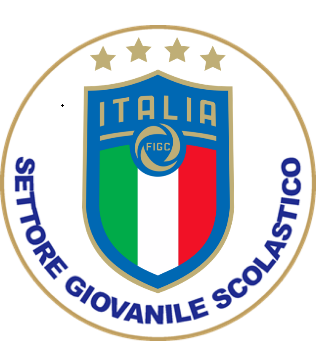 ITALIA
FIGC
SETTORE GIOVANILE SCOLASTICO